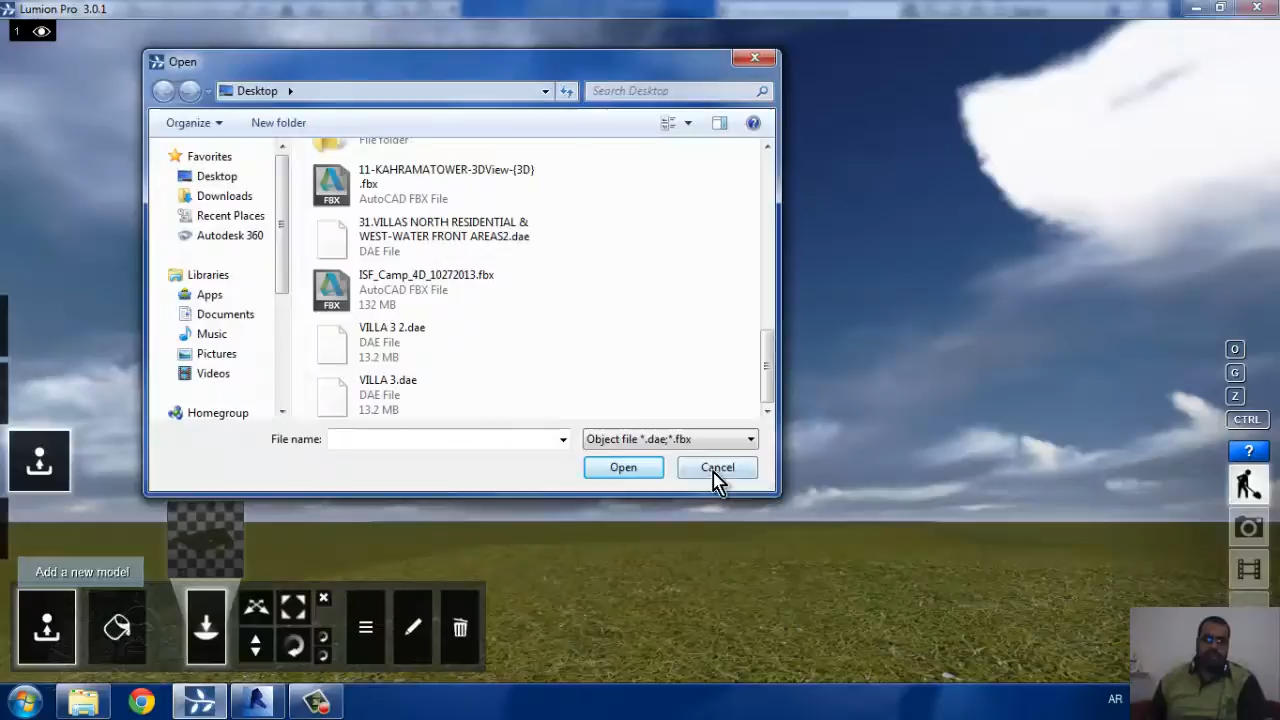 Lumion Pro 3.0.1
1
Open
Desktop
Search Desktop
Organize
New folder
Favorites
Desktop
Downloads
Recent Places
Autodesk 360
Libraries
Apps
Documents
Music
Pictures
Videos
Homegroup
File folder
11-KAHRAMATOWER-3DView-{3D}
.fbx
AutoCAD FBX File
FBX
31.VILLAS NORTH RESIDENTIAL &
WEST-WATER FRONT AREAS2.dae
DAE File
ISF_Camp_4D_10272013.fbx
AutoCAD FBX File
132 MB
FBX
VILLA 3 2.dae
DAE File
13.2 MB
VILLA 3.dae
DAE File
13.2 MB
File name:
Object file *.dae;*.fbx
Open
Cancel
O
G
Z
CTRL
?
Add a new model
AR